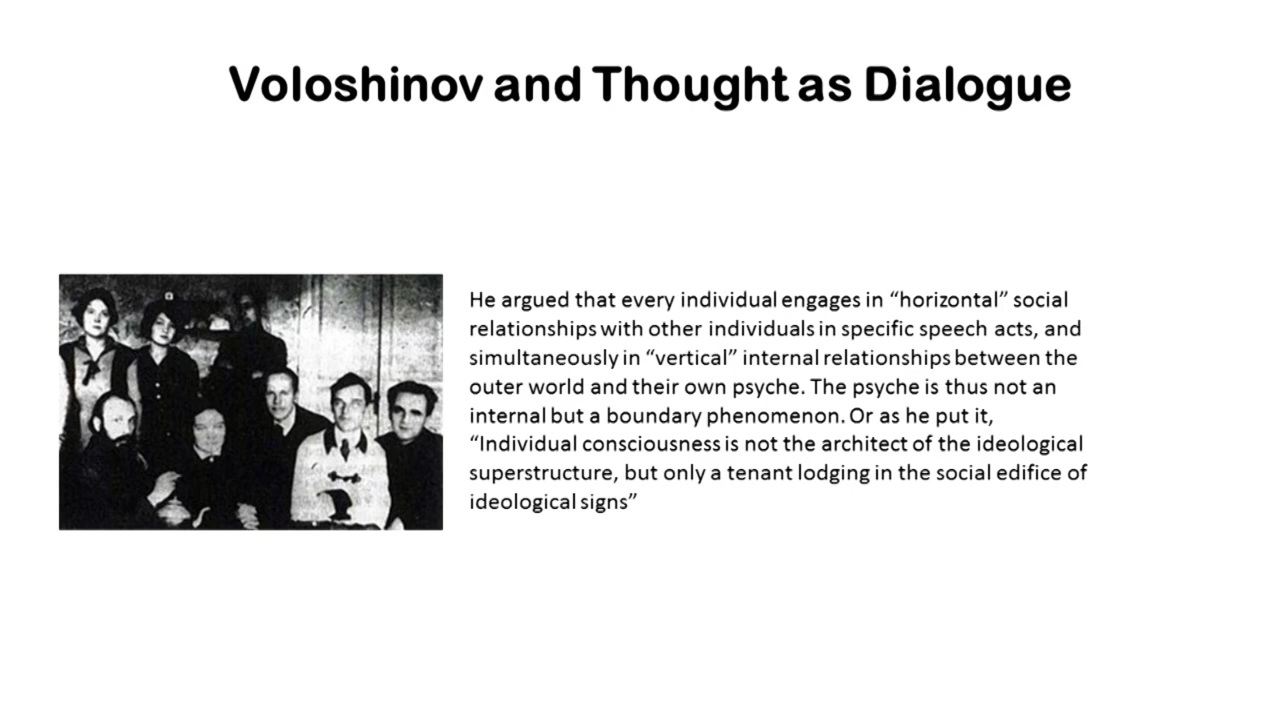 Voloshinov and Thought as Dialogue
He argued that every individual engages in “horizontal” social
relationships with other individuals in specific speech acts, and
simultaneously in “vertical” internal relationships between the
outer world and their own psyche. The psyche is thus not an
internal but a boundary phenomenon. Or as he put it,
“Individual consciousness is not the architect of the ideological
superstructure, but only a tenant lodging in the social edifice of
ideological signs”